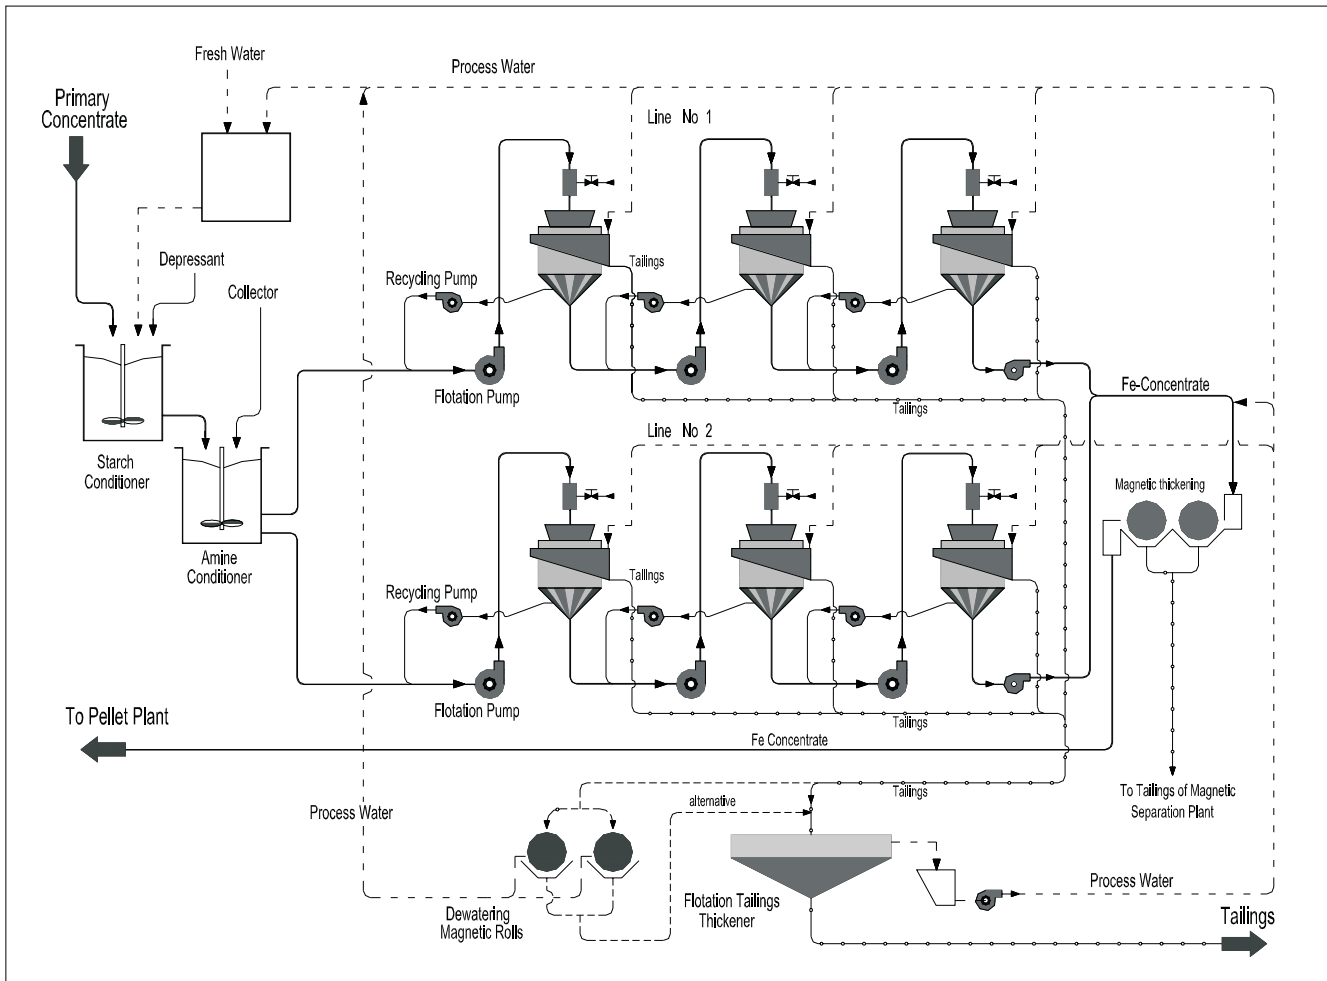 Fresh Water
Process Water
Primary
Concentrate
Line No 1
Depressant
Collector
Recycling Pump
Tailings
Flotation Pump
Tailings
Fe-Concentrate
Line No 2
Starch
Conditioner
Amine
Conditioner
Magnetic thickening
Recycling Pump
Tailings
Flotation Pump
Tailings
To Pellet Plant
Fe Concentrate
Process Water
alternative
Tailings
To Tailings of Magnetic
Separation Plant
Dewatering
Magnetic Rolls
Flotation Tailings
Thickener
Process Water
Tailings